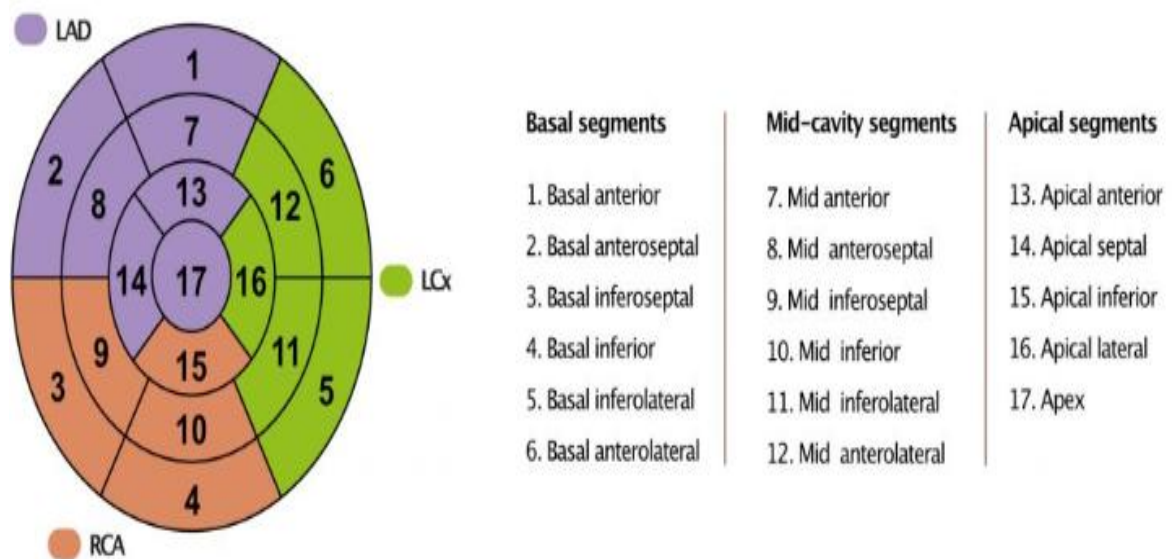 LAD
1
7
2
6
8
13
12
14
17
16
LCx
9
15
11
3
5
10
4
RCA
Basal segments
1. Basal anterior
2. Basal anteroseptal
3. Basal inferoseptal
4. Basal inferior
5. Basal inferolateral
6. Basal anterolateral
Mid-cavity segments
7. Mid anterior
8. Mid anteroseptal
9. Mid inferoseptal
10. Mid inferior
11. Mid inferolateral
12. Mid anterolateral
Apical segments
13. Apical anterior
14. Apical septal
15. Apical inferior
16. Apical lateral
17. Apex